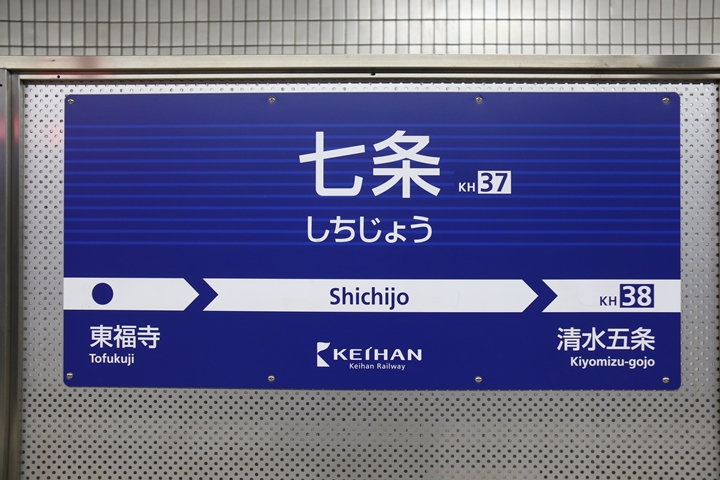 七条 KH 37
しちじょう
Shichijo
KH 38
東福寺
Tofukuji
清水五条
Kiyomizu-gojo
KEIHAN
Keihan Railway